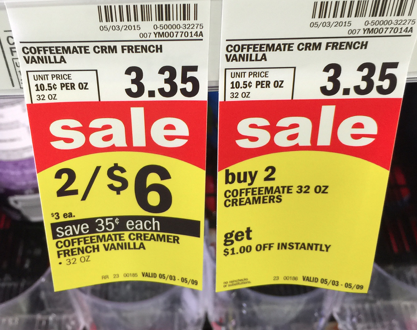 05/03/2015 0-50000-32275
007 YM0077014A
COFFEEMATE CRM FRENCH
VANILLA
UNIT PRICE
10.5¢ PER OZ
32 OZ
3.35
sale
2/$6
$3 ea.
save 35¢ each
COFFEEMATE CREAMER
FRENCH VANILLA
• 32 OZ
23 00180 VALID 05/03 - 05/09
05/03/2015 0-50000-32275
007 YM0077014A
COFFEEMATE CRM FRENCH
VANILLA
UNIT PRICE
10.5¢ PER OZ
32 OZ
3.35
sale
buy 2
COFFEEMATE 32 OZ
CREAMERS
get
$1.00 OFF INSTANTLY
23 00180 VALID 05/03 - 05/09